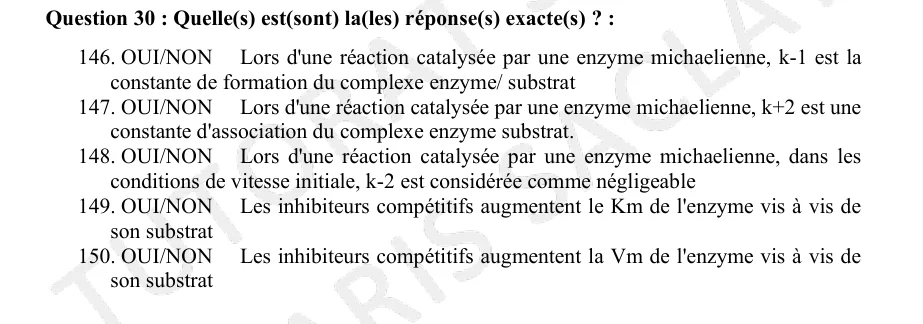 Question 30 : Quelle(s) est(sont) la(les) réponse(s) exacte(s) ? :
146. OUI/NON Lors d'une réaction catalysée par une enzyme michaelienne, k-1 est la
constante de formation du complexe enzyme/ substrat
147. OUI/NON Lors d'une réaction catalysée par une enzyme michaelienne, k+2 est une
constante d'association du complexe enzyme substrat.
148. OUI/NON Lors d'une réaction catalysée par une enzyme michaelienne, dans les
conditions de vitesse initiale, k-2 est considérée comme négligeable
149. OUI/NON Les inhibiteurs compétitifs augmentent le Km de l'enzyme vis à vis de
son substrat
150. OUI/NON Les inhibiteurs compétitifs augmentent la Vm de l'enzyme vis à vis de
son substrat
TUTORAT
PARIS SACLAY